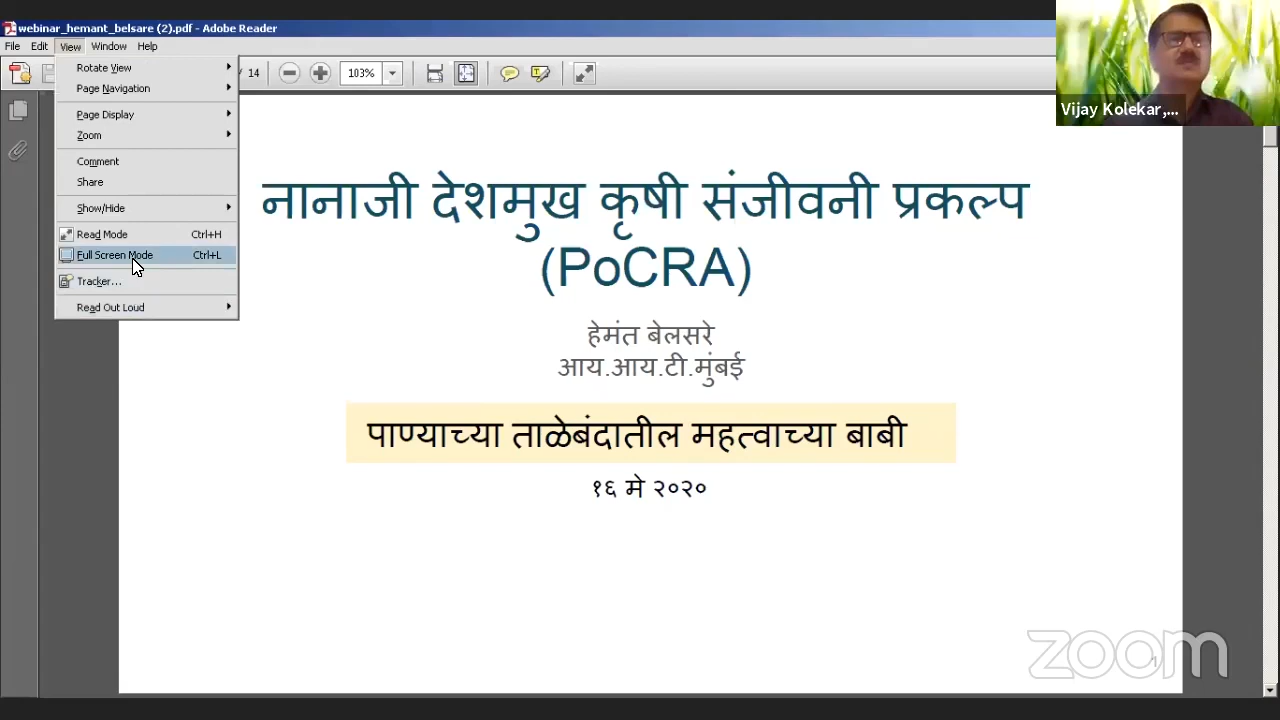 webinar_hemant_belsare (2).pdf - Adobe Reader
File Edit View Window Help
/ 14 103%
Rotate View
Page Navigation
Page Display
Zoom
Comment
Share
Show/Hide
Read Mode Ctrl+H
Full Screen Mode Ctrl+L
Tracker...
Read Out Loud
Vijay Kolekar,...
नानाजी देशमुख कृषी संजीवनी प्रकल्प
(PoCRA)
हेमंत बेलसरे
आय.आय.टी.मुंबई
पाण्याच्या ताळेबंदातील महत्वाच्या बाबी
१६ मे २०२०
zoom
1